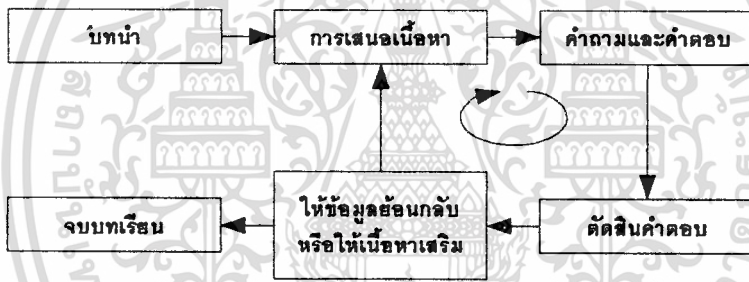 บทนำ
การเสนอเนื้อหา
คำถามและคำตอบ
จบบทเรียน
ให้ข้อมูลย้อนกลับ
หรือให้เนื้อหาเสริม
ตัดสินคำตอบ